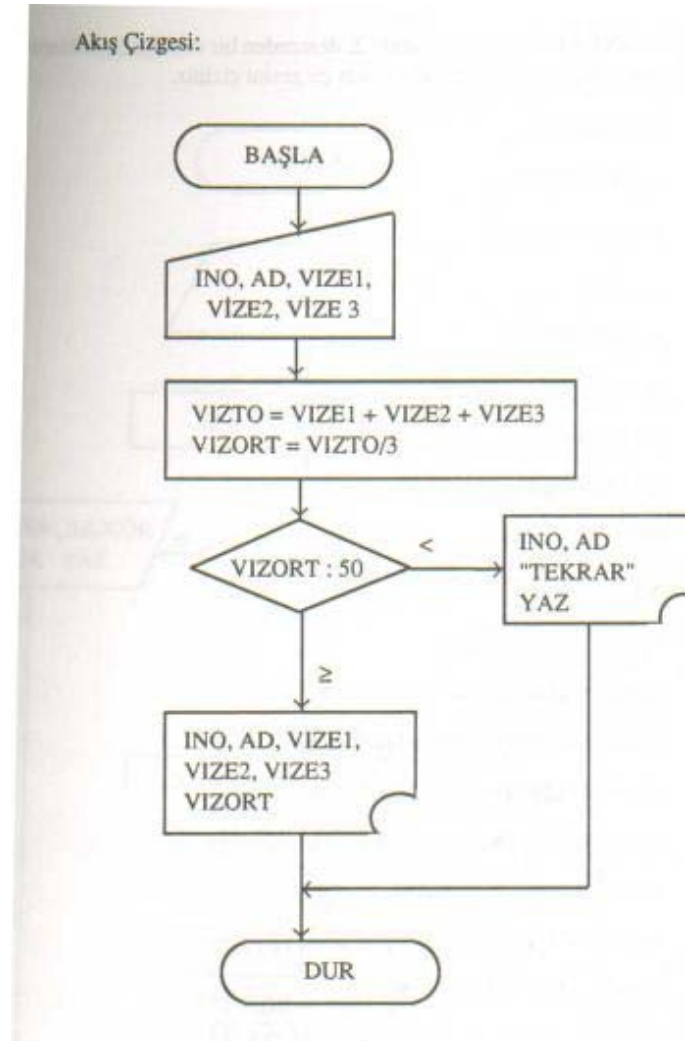 Akış Çizgesi:
BAŞLA
INO, AD, VIZE1,
VİZE2, VİZE 3
VIZTO = VIZE1 + VIZE2 + VIZE3
VIZORT = VIZTO/3
VIZORT : 50
<
INO, AD
"TEKRAR"
YAZ
≥
INO, AD, VIZE1,
VIZE2, VIZE3
VIZORT
DUR